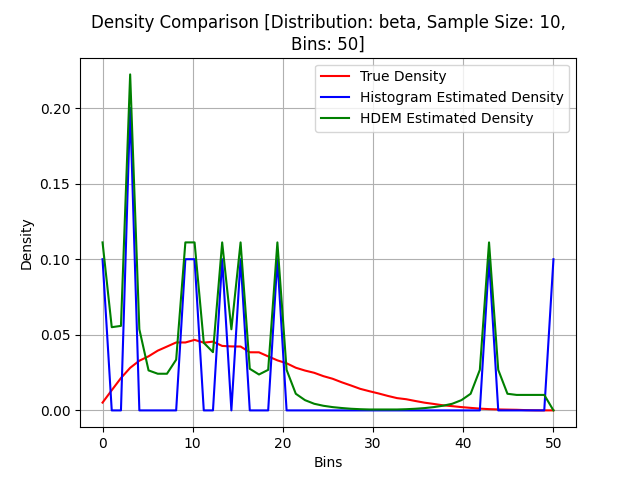 Density Comparison [Distribution: beta, Sample Size: 10,
Bins: 50]
True Density
Histogram Estimated Density
HDEM Estimated Density
Density
0.20
0.15
0.10
0.05
0.00
0
10
20
30
40
50
Bins